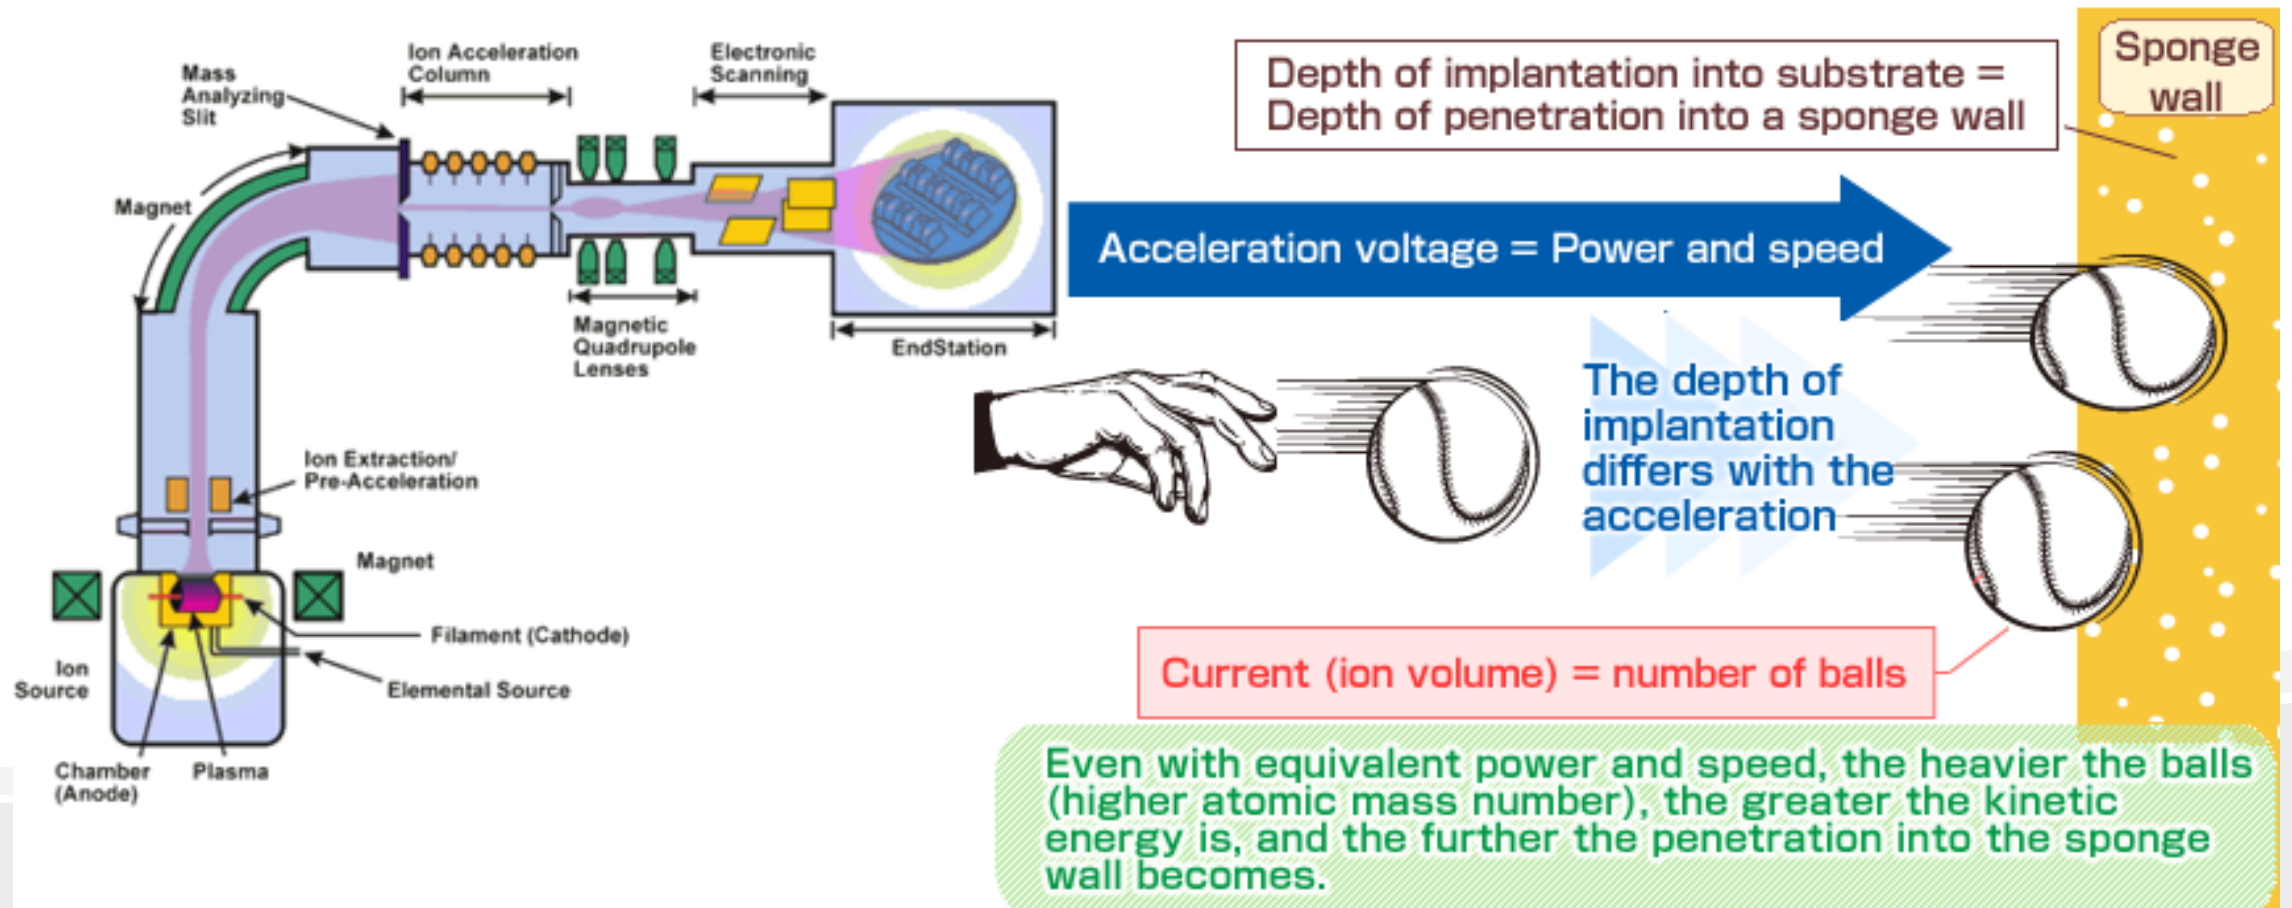 Ion Acceleration
Column
Electronic
Scanning
Mass
Analyzing
Slit
Magnet
Magnetic
Quadrupole
Lenses
EndStation
Ion Extraction/
Pre-Acceleration
Magnet
Filament (Cathode)
Ion
Source
Elemental Source
Chamber
(Anode)
Plasma
Sponge
wall
Depth of implantation into substrate =
Depth of penetration into a sponge wall
Acceleration voltage = Power and speed
The depth of
implantation
differs with the
acceleration
Current (ion volume) = number of balls
Even with equivalent power and speed, the heavier the balls
(higher atomic mass number), the greater the kinetic
energy is, and the further the penetration into the sponge
wall becomes.